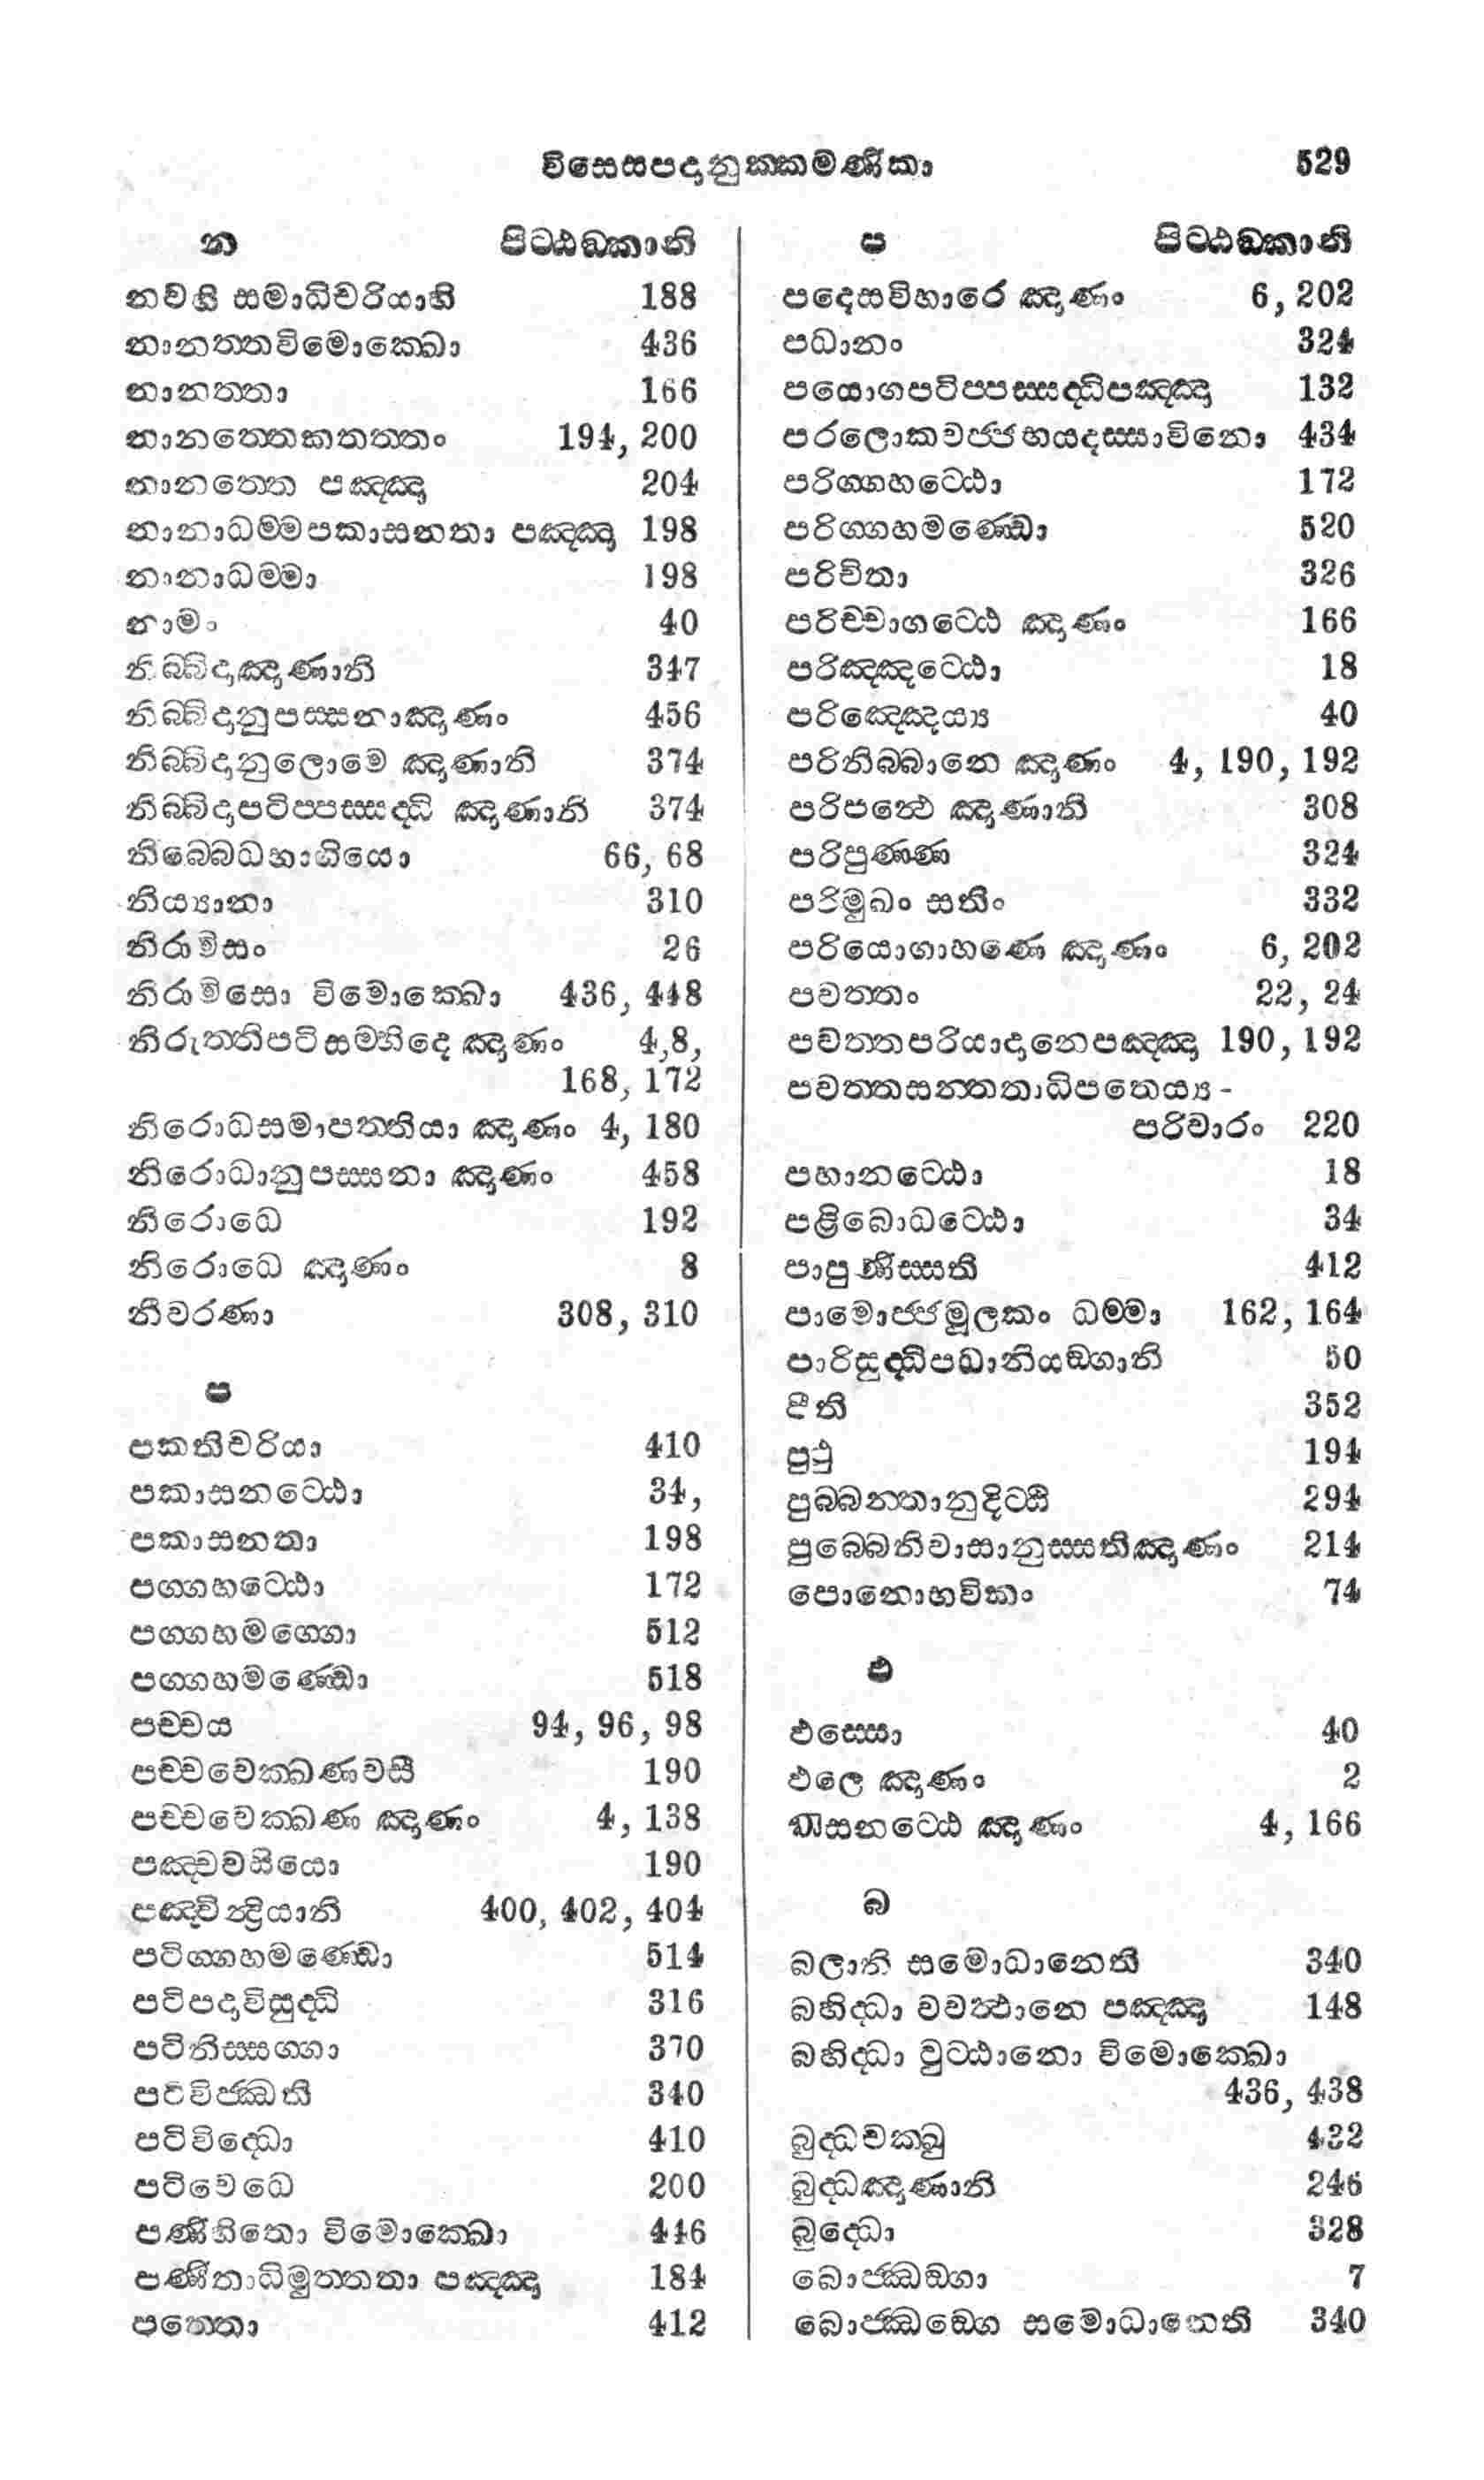 විසෙසපදානුක්කමණිකා 529
න පිට්ඨඞ්කානි
නවහි සමාධිචරියාහි 188
නානත්තවිමොක්ඛො 436
නානත්තා 166
නානත්තෙකත්තතං 194, 200
නානත්තෙ පඤ්ඤා 204
නානාධම්මපකාසනතා පඤ්ඤා 198
නානාධම්මා 198
නාමං 40
නිබ්බිදාඤාණානි 347
නිබ්බිදානුපස්සනාඤාණං 456
නිබ්බිදානුලොමෙ ඤාණානි 374
නිබ්බිදාපටිප්පස්සද්ධි ඤාණානි 374
නිබ්බෙධභාගියො 66, 68
නිය්‍යානා 310
නිරාමිසං 26
නිරාමිසො විමොක්ඛො 436, 448
නිරුත්තිපටිසම්භිදෙ ඤාණං 4,8,
168, 172
නිරොධසමාපත්තියා ඤාණං 4, 180
නිරොධානුපස්සනා ඤාණං 458
නිරොධෙ 192
නිරොධෙ ඤාණං 8
නීවරණා 308, 310
ප
පකතිචරියා 410
පකාසනට්ඨො 34,
පකාසනතා 198
පග්ගහට්ඨො 172
පග්ගහමග්ගො 512
පග්ගහමණ්ඩො 518
පච්චය 94, 96, 98
පච්චවෙක්ඛණවසී 190
පච්චවෙක්ඛණ ඤාණං 4, 138
පඤ්චවසියො 190
පඤ්චින්ද්‍රියානි 400, 402, 404
පටිග්ගහමණ්ඩො 514
පටිපදාවිසුද්ධි 316
පටිනිස්සග්ගා 370
පටිවිජ්ඣති 340
පටිවිද්ධො 410
පටිවෙධෙ 200
පණිහිතො විමොක්ඛො 446
පණීතාධිමුත්තතා පඤ්ඤා 184
පත්තො 412
ප පිට්ඨඞ්කානි
පදෙසවිහාරෙ ඤාණං 6, 202
පධානං 324
පයොගපටිප්පස්සද්ධිපඤ්ඤා 132
පරලොකවජ්ජභයදස්සාවිනො 434
පරිග්ගහට්ඨො 172
පරිග්ගහමණ්ඩො 520
පරිචිතා 326
පරිච්චාගට්ඨෙ ඤාණං 166
පරිඤ්ඤට්ඨො 18
පරිඤ්ඤෙය්‍ය 40
පරිනිබ්බානෙ ඤාණං 4, 190, 192
පරිපන්ථෙ ඤාණානි 308
පරිපුණ්ණ 324
පරිමුඛං සතිං 332
පරියොගාහණෙ ඤාණං 6, 202
පවත්තං 22, 24
පවත්තපරියාදානෙපඤ්ඤා 190, 192
පවත්තසන්තතාධිපතෙය්‍ය -
පරිවාරං 220
පහානට්ඨො 18
පළිබොධට්ඨො 34
පාපුණිස්සති 412
පාමොජ්ජමූලකං ධම්මා 162, 164
පාරිසුද්ධිපධානියඞ්ගානි 50
පීති 352
පුථු 194
පුබ්බන්තානුදිට්ඨි 294
පුබ්බෙනිවාසානුස්සතිඤාණං 214
පොනොභවිකං 74
ඵ
ඵස්සො 40
ඵලෙ ඤාණං 2
ඵාසනට්ඨෙ ඤාණං 4, 166
බ
බලානි සමොධානෙති 340
බහිද්ධා වවත්ථානෙ පඤ්ඤා 148
බහිද්ධා වුට්ඨානො විමොක්ඛො
436, 438
බුද්ධචක්ඛු 422
බුද්ධඤාණානි 246
බුද්ධො 328
බොජ්ඣඞ්ගා 7
බොජ්ඣඞ්ගෙ සමොධානෙති 340